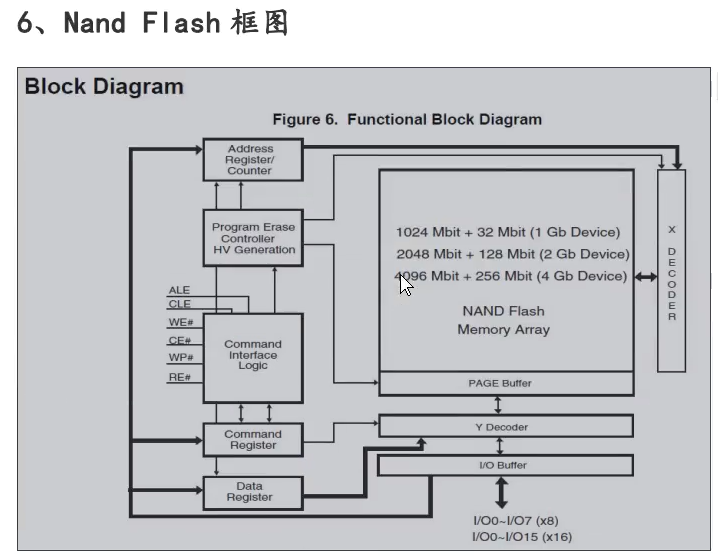 6、Nand Flash 框图
Block Diagram
Figure 6. Functional Block Diagram
Address
Register/
Counter
Program Erase
Controller
HV Generation
1024 Mbit + 32 Mbit (1 Gb Device)
2048 Mbit + 128 Mbit (2 Gb Device)
4096 Mbit + 256 Mbit (4 Gb Device)
NAND Flash
Memory Array
X
D
E
C
O
D
E
R
ALE
CLE
WE#
CE#
WP#
RE#
Command
Interface
Logic
PAGE Buffer
Command
Register
Y Decoder
I/O Buffer
Data
Register
I/O0~I/O7 (x8)
I/O0~I/O15 (x16)